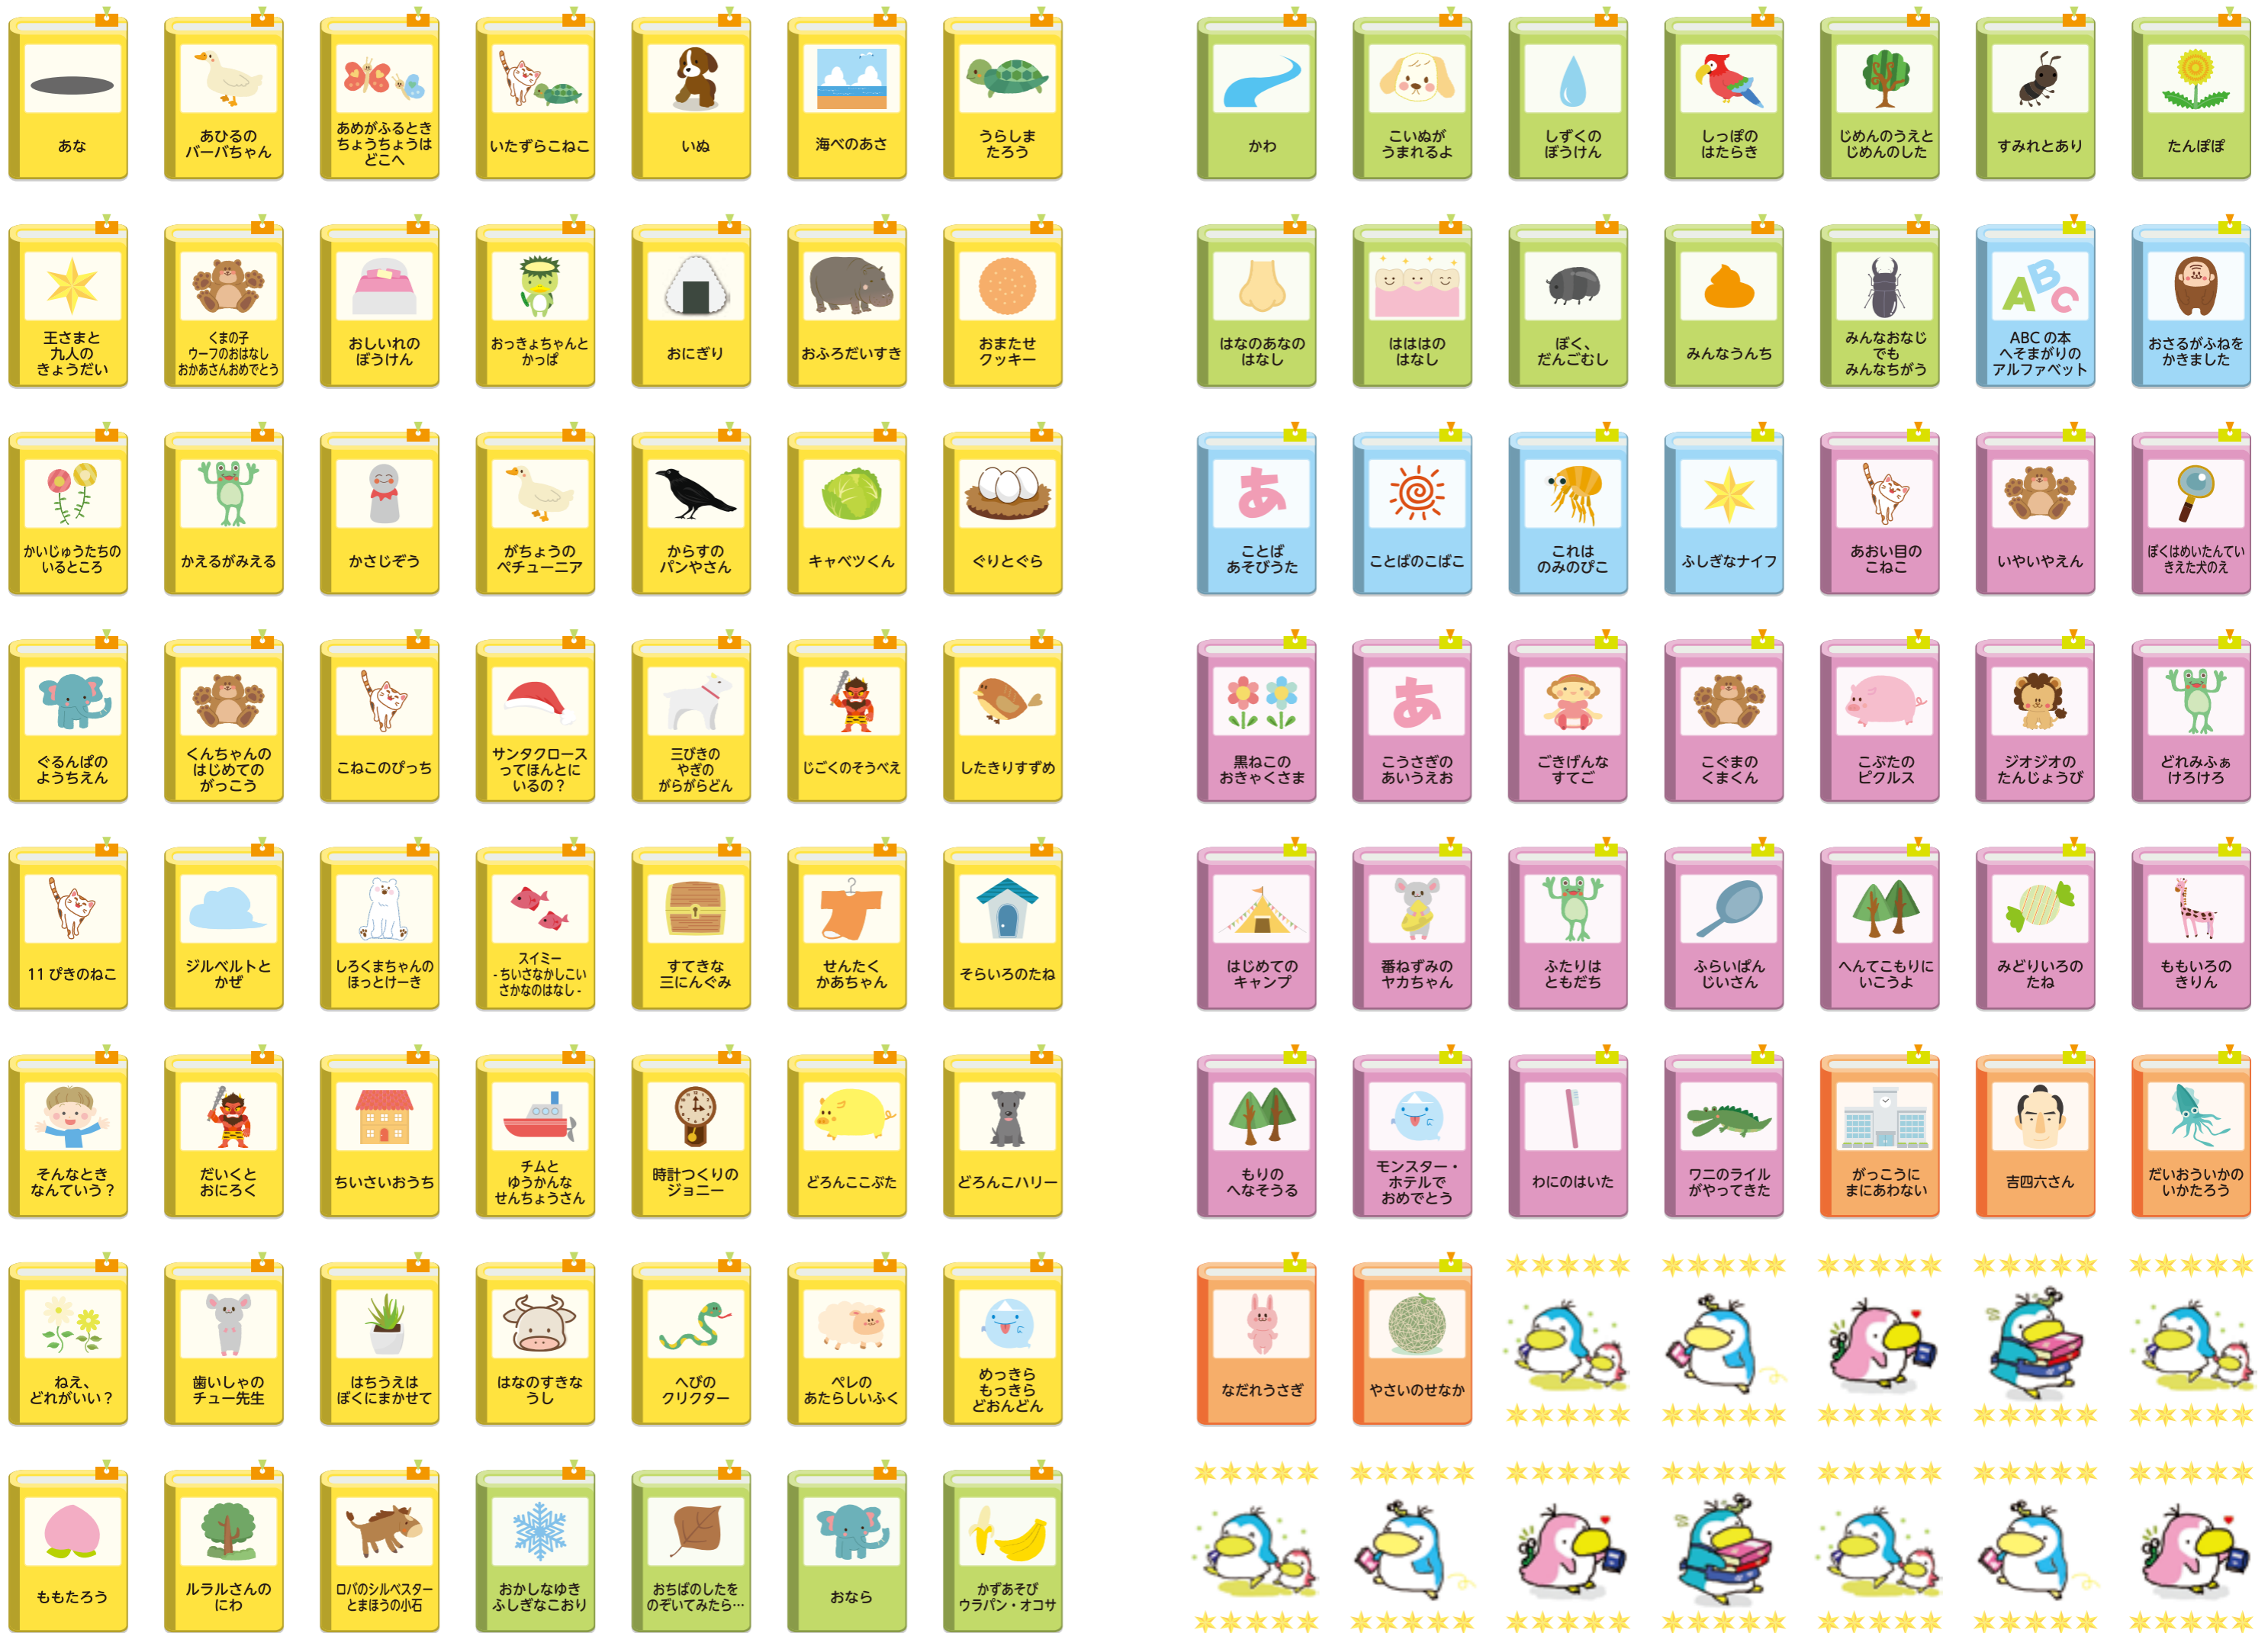 あな
あひるの
バーバちゃん
あめがふるとき
ちょうちょうは
どこへ
いたずらこねこ
いぬ
海べのあさ
うらしま
たろう
王さまと
九人の
きょうだい
くまの子
ウーフのおはなし
おかあさんおめでとう
おしいれの
ぼうけん
おっきょちゃんと
かっぱ
おにぎり
おふろだいすき
おまたせ
クッキー
かいじゅうたちの
いるところ
かえるがみえる
かさじぞう
がちょうの
ペチューニア
からすの
パンやさん
キャベツくん
ぐりとぐら
ぐるんぱの
ようちえん
くんちゃんの
はじめての
がっこう
こねこのぴっち
サンタクロース
ってほんとに
いるの？
三びきの
やぎの
がらがらどん
じごくのそうべえ
したきりすずめ
11ぴきのねこ
ジルベルトと
かぜ
しろくまちゃんの
ほっとけーき
スイミー
-ちいさなかしこい
さかなのはなし-
すてきな
三にんぐみ
せんたく
かあちゃん
そらいろのたね
そんなとき
なんていう？
だいくと
おにろく
ちいさいおうち
チムと
ゆうかんな
せんちょうさん
時計つくりの
ジョニー
どろんここぶた
どろんこハリー
ねえ、
どれがいい？
歯いしゃの
チュー先生
はちうえは
ぼくにまかせて
はなのすきな
うし
へびの
クリクター
ペレの
あたらしいふく
めっきら
もっきら
どおんどん
ももたろう
ルラルさんの
にわ
ロバのシルベスター
とまほうの小石
おかしなゆき
ふしぎなこおり
おちばのしたを
のぞいてみたら…
おなら
かずあそび
ウラパン・オコサ
かわ
こいぬが
うまれるよ
しずくの
ぼうけん
しっぽの
はたらき
じめんのうえと
じめんのした
すみれとあり
たんぽぽ
はなのあなの
はなし
はははの
はなし
ぼく、
だんごむし
みんなうんち
みんなおなじ
でも
みんなちがう
ABCの本
へそまがりの
アルファベット
おさるがふねを
かきました
ことば
あそびうた
ことばのこばこ
これは
のみのぴこ
ふしぎなナイフ
あおい目の
こねこ
いやいやえん
ぼくはめいたんてい
きえた犬のえ
黒ねこの
おきゃくさま
こうさぎの
あいうえお
ごきげんな
すてご
こぐまの
くまくん
こぶたの
ピクルス
ジオジオの
たんじょうび
どれみふぁ
けろけろ
はじめての
キャンプ
番ねずみの
ヤカちゃん
ふたりは
ともだち
ふらいぱん
じいさん
へんてこもりに
いこうよ
みどりいろの
たね
ももいろの
きりん
もりの
へなそうる
モンスター・
ホテルで
おめでとう
わにのはいた
ワニのライル
がやってきた
がっこうに
まにあわない
吉四六さん
だいおういかの
いかたろう
なだれうさぎ
やさいのせなか
A
B
C
あ
あ